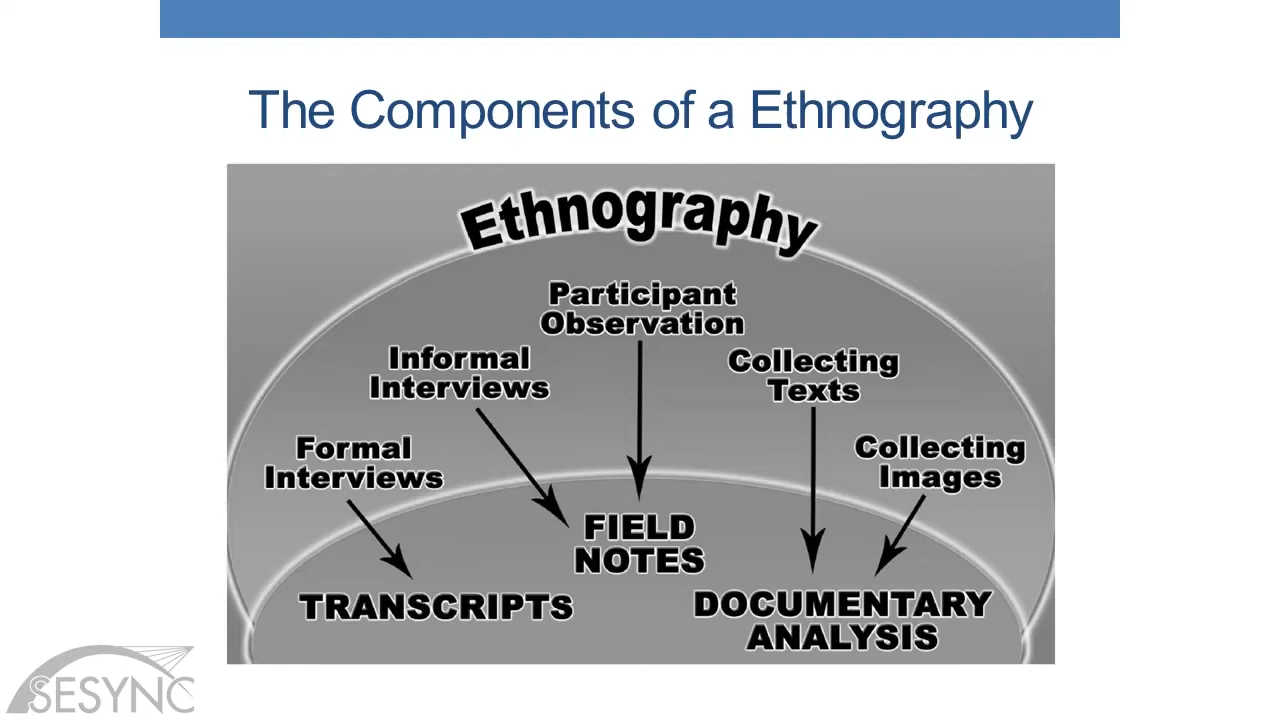 The Components of a Ethnography
Ethnography
Participant
Observation
Informal
Interviews
Collecting
Texts
Formal
Interviews
Collecting
Images
FIELD
NOTES
TRANSCRIPTS
DOCUMENTARY
ANALYSIS
SESYNC